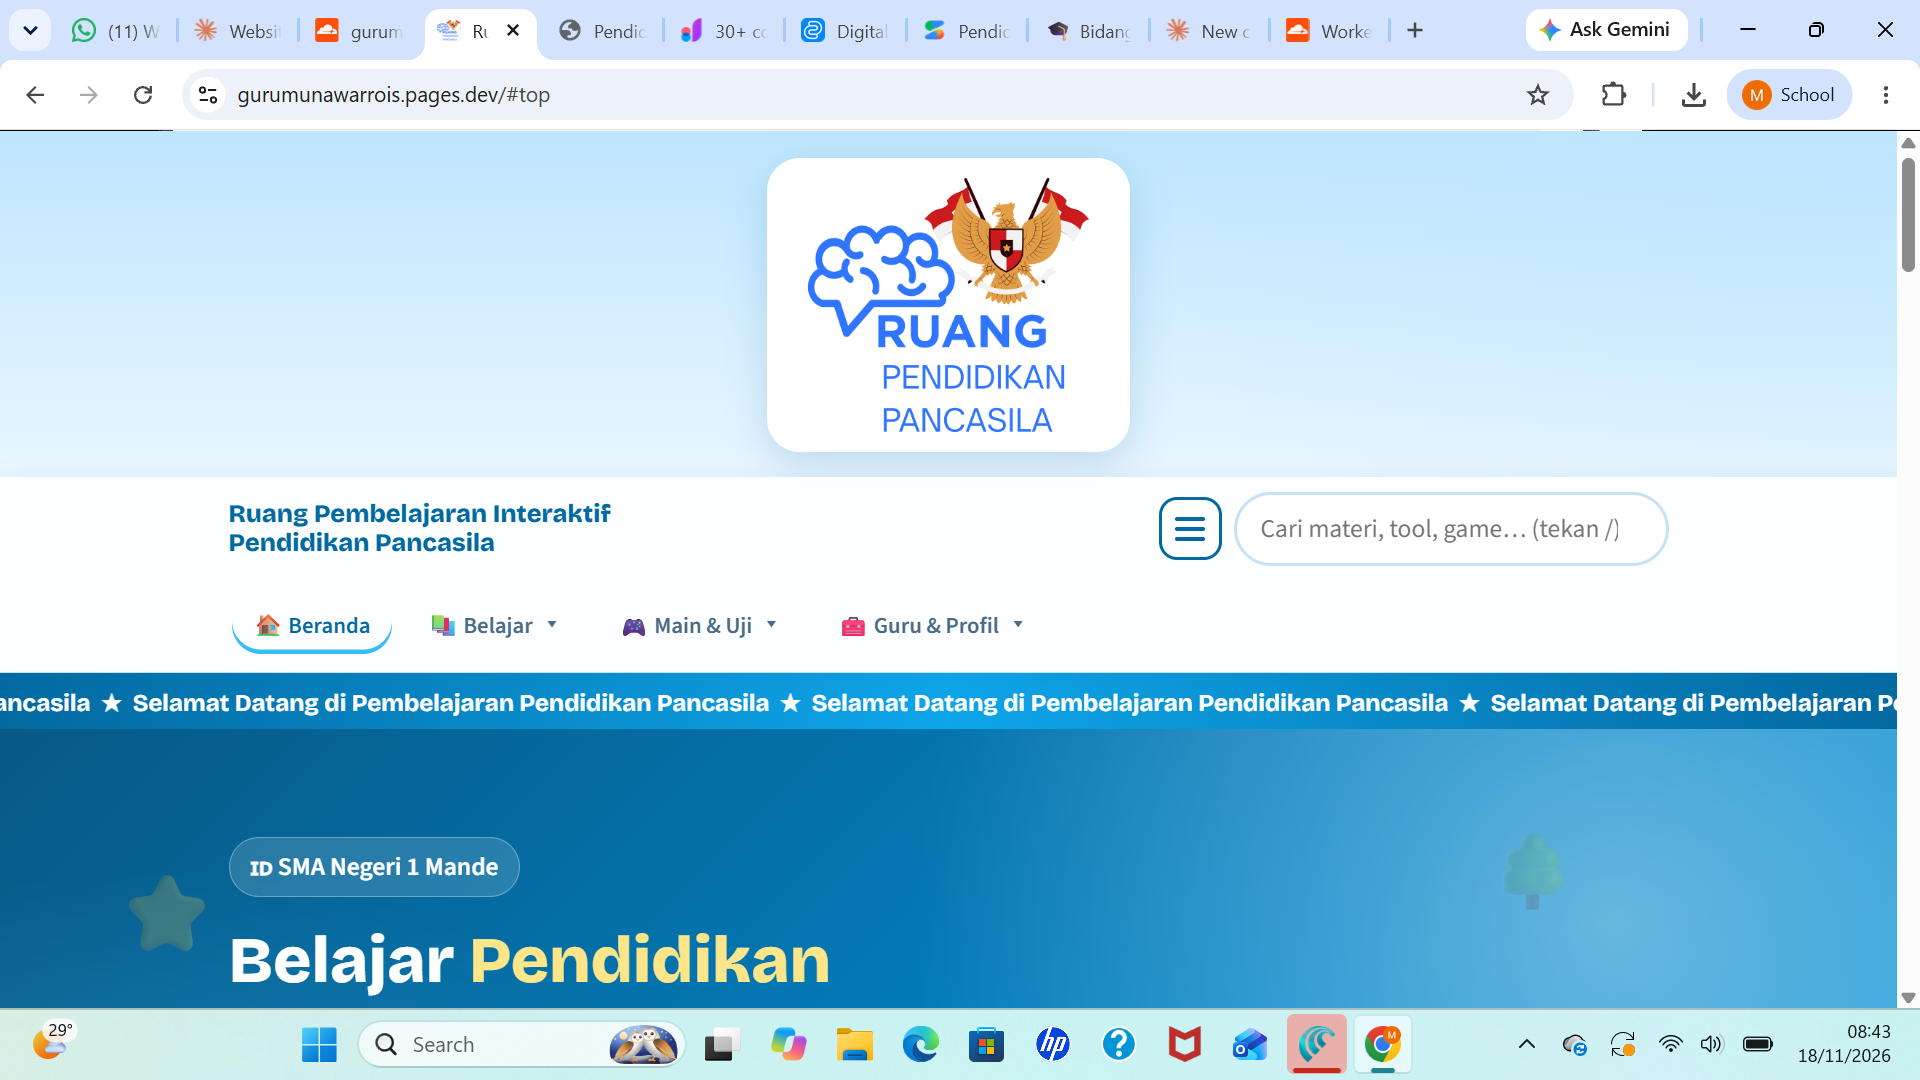 (11) W
Websi
gurum
Ru
Pendic
30+ cc
Digital
Pendic
Bidang
New c
Worke
Ask Gemini
gurumunawarrois.pages.dev/#top
M School
RUANG
PENDIDIKAN
PANCASILA
Ruang Pembelajaran Interaktif
Pendidikan Pancasila
Cari materi, tool, game… (tekan /)
Beranda
Belajar
Main & Uji
Guru & Profil
ancasila ★ Selamat Datang di Pembelajaran Pendidikan Pancasila ★ Selamat Datang di Pembelajaran Pendidikan Pancasila ★ Selamat Datang di Pembelajaran Pe
ID SMA Negeri 1 Mande
Belajar Pendidikan
29°
Search
hp
M
08:43
18/11/2026